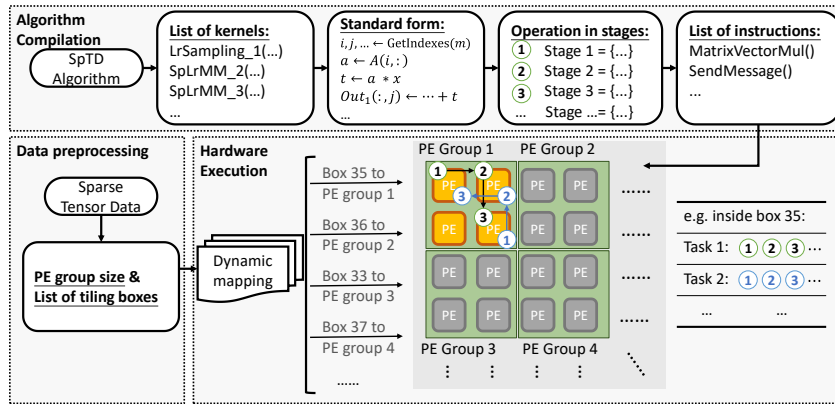 Algorithm
Compilation
SpTD
Algorithm
List of kernels:
LrSampling_1(...)
SpLrMM_2(...)
SpLrMM_3(...)
...
Standard form:
i, j, … ← GetIndexes(m)
a ← A(i, :)
t ← a * x
Out₁(:, j) ← ⋯ + t
...
Operation in stages:
1 Stage 1 = {...}
2 Stage 2 = {...}
3 Stage 3 = {...}
... Stage ...= {...}
List of instructions:
MatrixVectorMul()
SendMessage()
...
Data preprocessing
Sparse
Tensor Data
PE group size &
List of tiling boxes
Hardware
Execution
Dynamic
mapping
Box 35 to
PE group 1
Box 36 to
PE group 2
Box 33 to
PE group 3
Box 37 to
PE group 4
......
PE Group 1 PE Group 2
PE PE PE PE ......
1 2 3 2
PE PE PE PE ......
3 1
PE PE PE PE ......
PE PE PE PE ......
PE Group 3 PE Group 4
e.g. inside box 35:
Task 1: 1 2 3 ...
Task 2: 1 2 3 ...
... ...